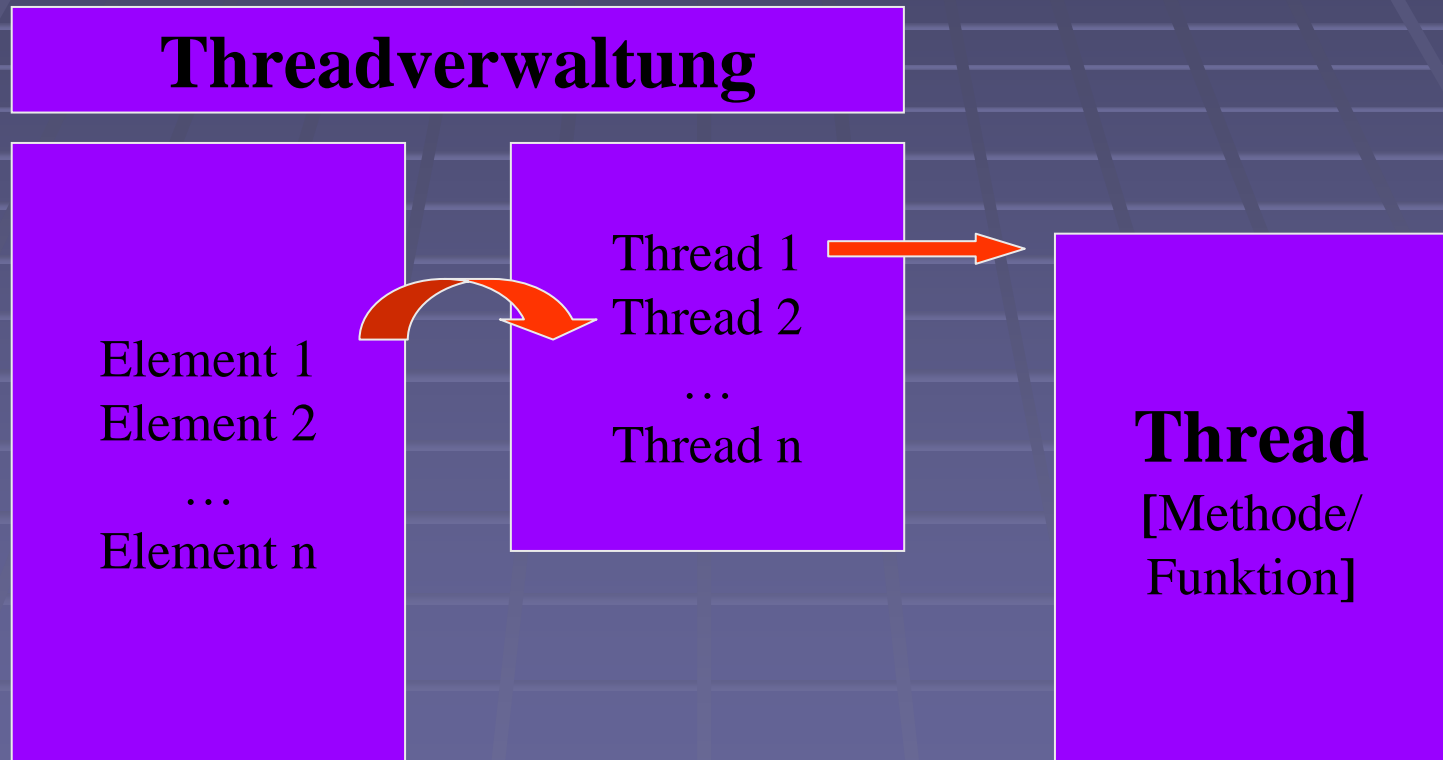 Threadverwaltung
Element 1
Element 2
…
Element n
Thread 1
Thread 2
…
Thread n
Thread
[Methode/
Funktion]